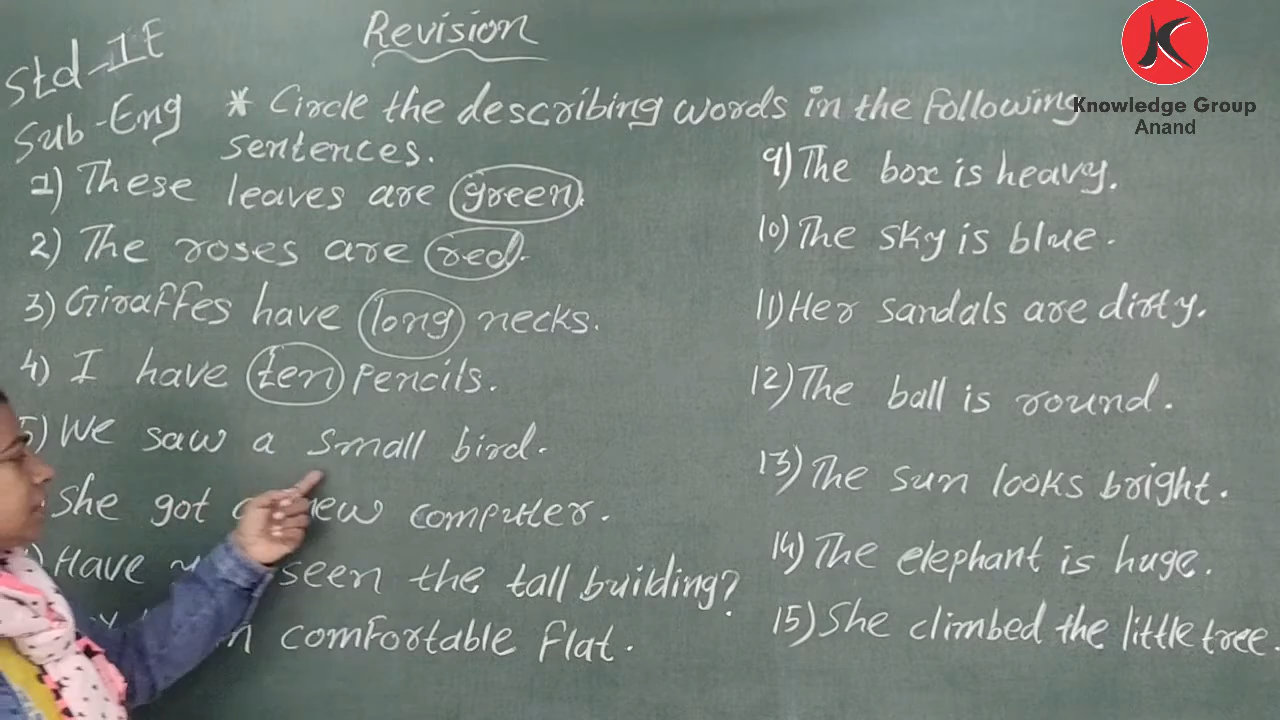 Revision
Std-IE
Sub-Eng
* Circle the describing words in the following
sentences.
1) These leaves are green.
2) The roses are red.
3) Giraffes have long necks.
4) I have ten pencils.
5) We saw a small bird.
She got new computer.
Have seen the tall building?
comfortable flat.
9) The box is heavy.
10) The sky is blue.
11) Her sandals are dirty.
12) The ball is round.
13) The sun looks bright.
14) The elephant is huge.
15) She climbed the little tree.
K
Knowledge Group
Anand